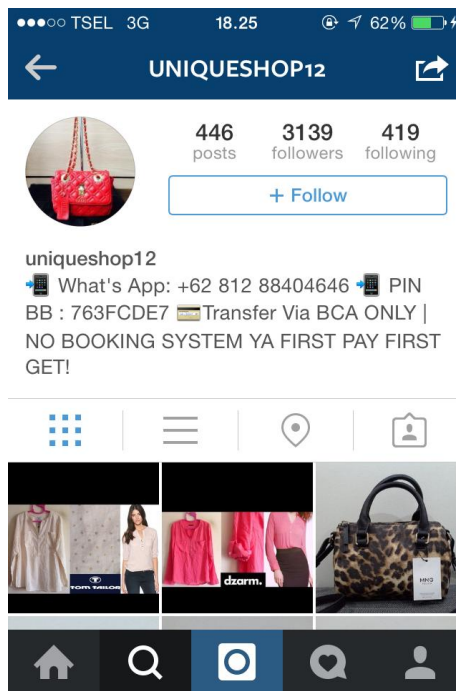 TSEL 3G 18.25 62%
UNIQUESHOP12
446 3139 419
posts followers following
+ Follow
uniqueshop12
What's App: +62 812 88404646 PIN
BB : 763FCDE7 Transfer Via BCA ONLY |
NO BOOKING SYSTEM YA FIRST PAY FIRST
GET!
TOM TAILOR
dzarm.
MNG